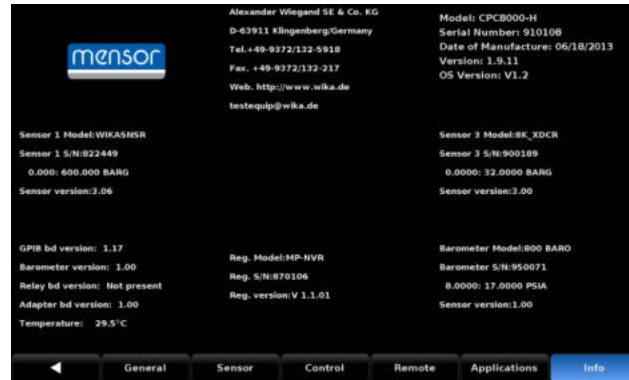 mensor
Alexander Wiegand SE & Co. KG
D-63911 Klingenberg/Germany
Tel.+49-9372/132-5918
Fax. +49-9372/132-217
Web. http://www.wika.de
testequip@wika.de
Model: CPC8000-H
Serial Number: 910108
Date of Manufacture: 06/18/2013
Version: 1.9.11
OS Version: V1.2
Sensor 1 Model:WIKASNSR
Sensor 1 S/N:822449
0.000: 600.000 BARG
Sensor version:3.06
Sensor 3 Model:8K_XDCR
Sensor 3 S/N:900189
0.0000: 32.0000 BARG
Sensor version:3.00
GPIB bd version: 1.17
Barometer version: 1.00
Relay bd version: Not present
Adapter bd version: 1.00
Temperature: 29.5°C
Reg. Model:MP-NVR
Reg. S/N:870106
Reg. version:V 1.1.01
Barometer Model:800 BARO
Barometer S/N:950071
8.0000: 17.0000 PSIA
Sensor version:1.00
General Sensor Control Remote Applications Info